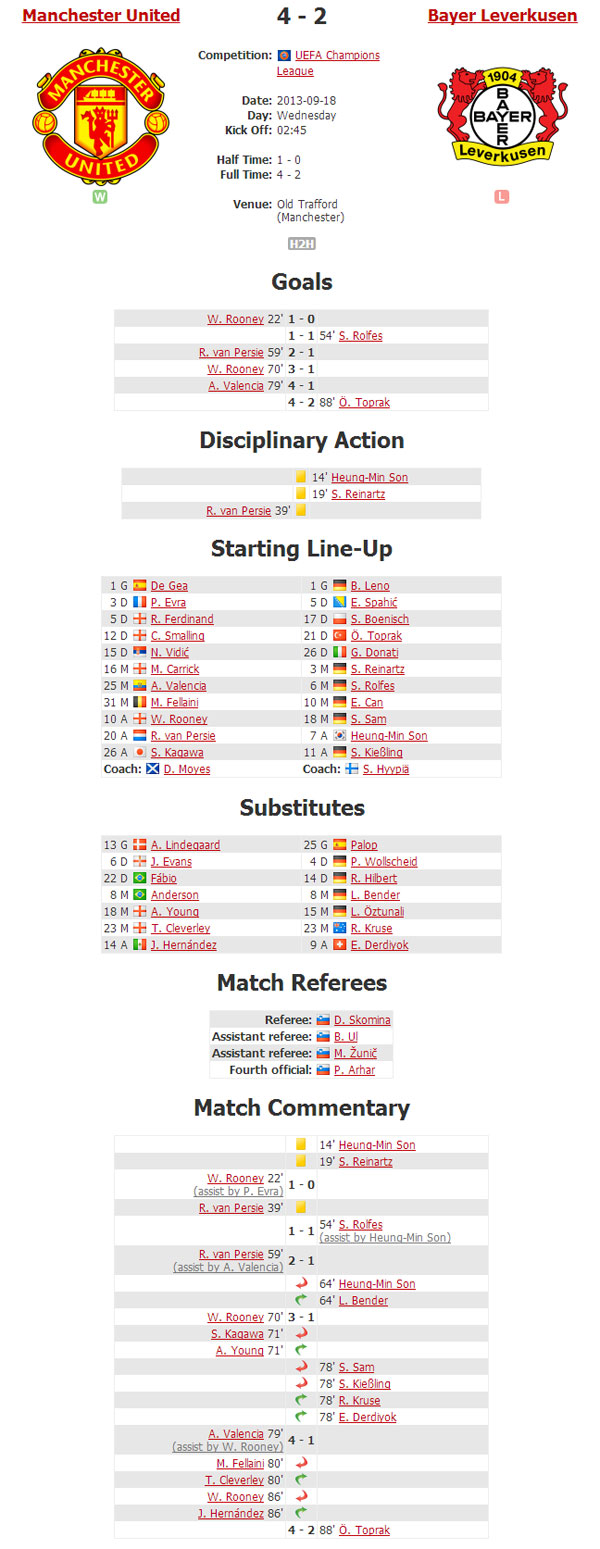 Manchester United 4 - 2 Bayer Leverkusen
MANCHESTER
UNITED
Competition: UEFA Champions
League
Date: 2013-09-18
Day: Wednesday
Kick Off: 02:45
Half Time: 1 - 0
Full Time: 4 - 2
Venue: Old Trafford
(Manchester)
1904
BAYER
BAYER
Leverkusen
W
L
H2H
Goals
W. Rooney 22' 1 - 0
1 - 1 54' S. Rolfes
R. van Persie 59' 2 - 1
W. Rooney 70' 3 - 1
A. Valencia 79' 4 - 1
4 - 2 88' Ö. Toprak
Disciplinary Action
14' Heung-Min Son
19' S. Reinartz
R. van Persie 39'
Starting Line-Up
1 G De Gea 1 G B. Leno
3 D P. Evra 5 D E. Spahič
5 D R. Ferdinand 17 D S. Boenisch
12 D C. Smalling 21 D Ö. Toprak
15 D N. Vidić 26 D G. Donati
16 M M. Carrick 3 M S. Reinartz
25 M A. Valencia 6 M S. Rolfes
31 M M. Fellaini 10 M E. Can
10 A W. Rooney 18 M S. Sam
20 A R. van Persie 7 A Heung-Min Son
26 A S. Kagawa 11 A S. Kießling
Coach: D. Moyes Coach: S. Hyypiä
Substitutes
13 G A. Lindegaard 25 G Palop
6 D J. Evans 4 D P. Wollscheid
22 D Fábio 14 D R. Hilbert
8 M Anderson 8 M L. Bender
18 M A. Young 15 M L. Öztunali
23 M T. Cleverley 23 M R. Kruse
14 A J. Hernández 9 A E. Derdiyok
Match Referees
Referee: D. Skomina
Assistant referee: B. Ul
Assistant referee: M. Žunič
Fourth official: P. Arhar
Match Commentary
14' Heung-Min Son
19' S. Reinartz
W. Rooney 22' 1 - 0
(assist by P. Evra)
R. van Persie 39'
1 - 1 54' S. Rolfes
(assist by Heung-Min Son)
R. van Persie 59' 2 - 1
(assist by A. Valencia)
64' Heung-Min Son
64' L. Bender
W. Rooney 70' 3 - 1
S. Kagawa 71'
A. Young 71'
78' S. Sam
78' S. Kießling
78' R. Kruse
78' E. Derdiyok
A. Valencia 79' 4 - 1
(assist by W. Rooney)
M. Fellaini 80'
T. Cleverley 80'
W. Rooney 86'
J. Hernández 86'
4 - 2 88' Ö. Toprak